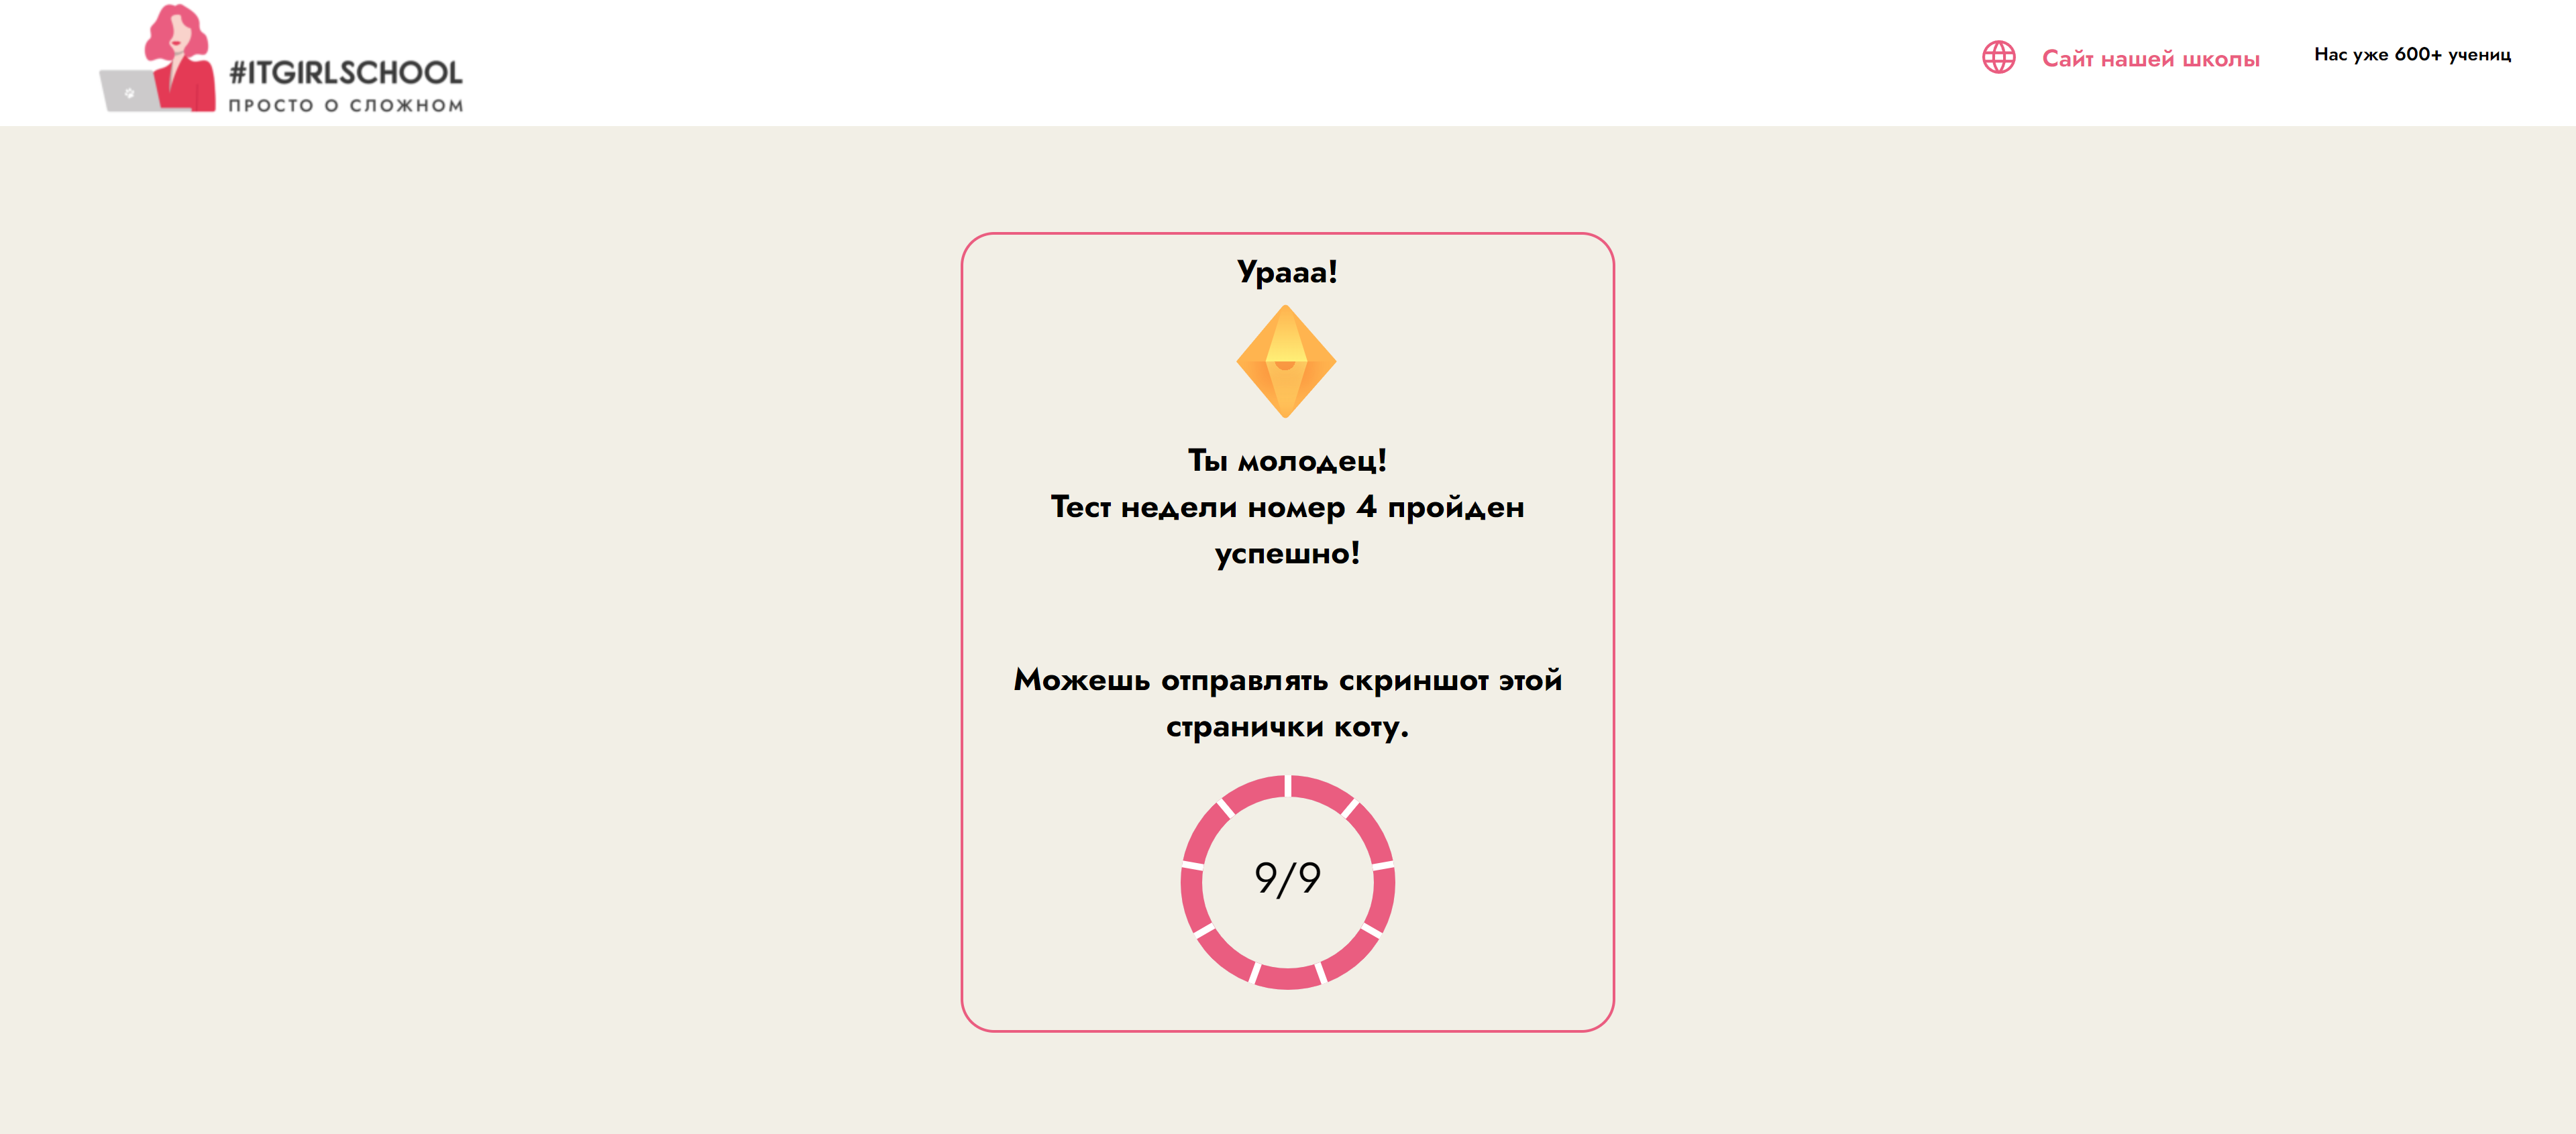 #ITGIRLSCHOOL
ПРОСТО О СЛОЖНОМ
Сайт нашей школы
Нас уже 600+ учениц
Урааа!
Ты молодец!
Тест недели номер 4 пройден
успешно!
Можешь отправлять скриншот этой
странички коту.
9/9